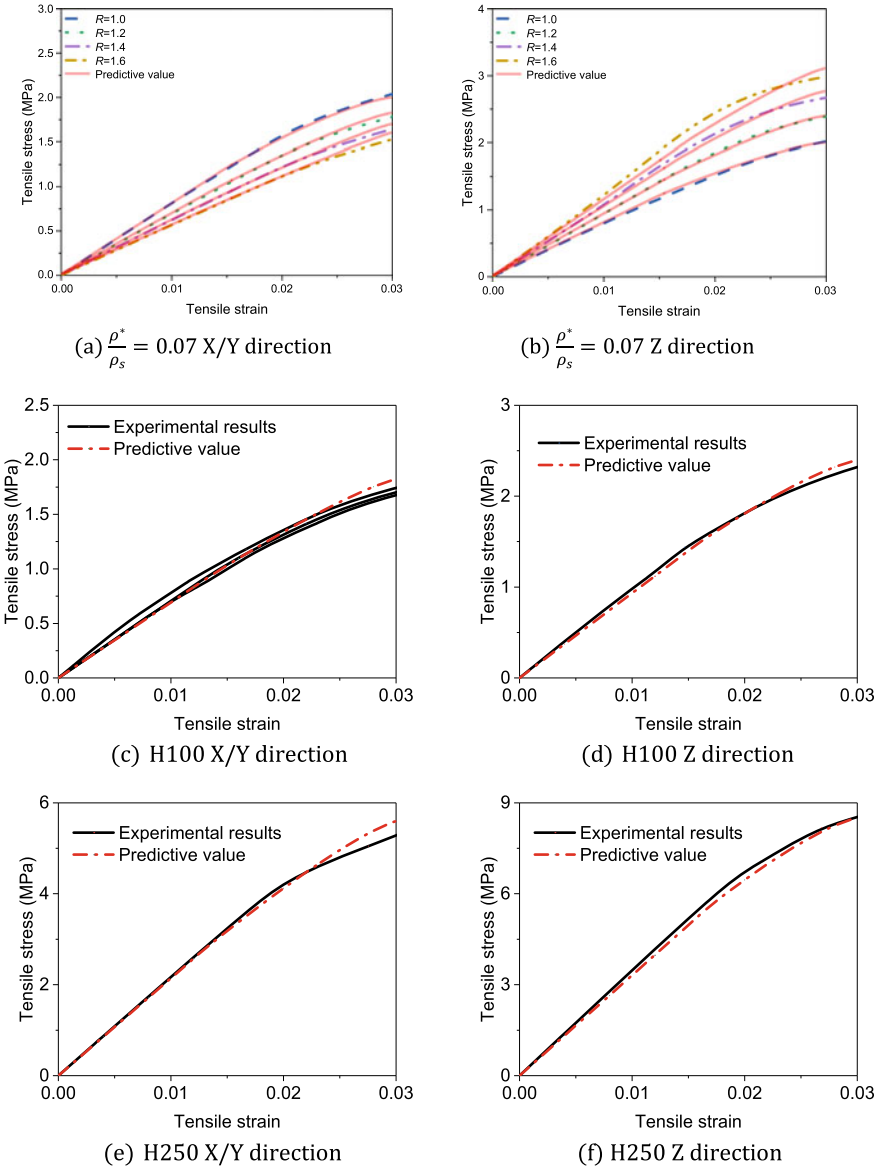 3.0
2.5
2.0
1.5
1.0
0.5
0.0
0.00
0.01
0.02
0.03
Tensile stress (MPa)
Tensile strain
R=1.0
R=1.2
R=1.4
R=1.6
Predictive value
(a) ρ*/ρs = 0.07 X/Y direction
4
3
2
1
0
0.00
0.01
0.02
0.03
Tensile stress (MPa)
Tensile strain
R=1.0
R=1.2
R=1.4
R=1.6
Predictive value
(b) ρ*/ρs = 0.07 Z direction
2.5
2.0
1.5
1.0
0.5
0.0
0.00
0.01
0.02
0.03
Tensile stress (MPa)
Tensile strain
Experimental results
Predictive value
(c) H100 X/Y direction
3
2
1
0
0.00
0.01
0.02
0.03
Tensile stress (MPa)
Tensile strain
Experimental results
Predictive value
(d) H100 Z direction
6
4
2
0
0.00
0.01
0.02
0.03
Tensile stress (MPa)
Tensile strain
Experimental results
Predictive value
(e) H250 X/Y direction
9
6
3
0
0.00
0.01
0.02
0.03
Tensile stress (MPa)
Tensile strain
Experimental results
Predictive value
(f) H250 Z direction